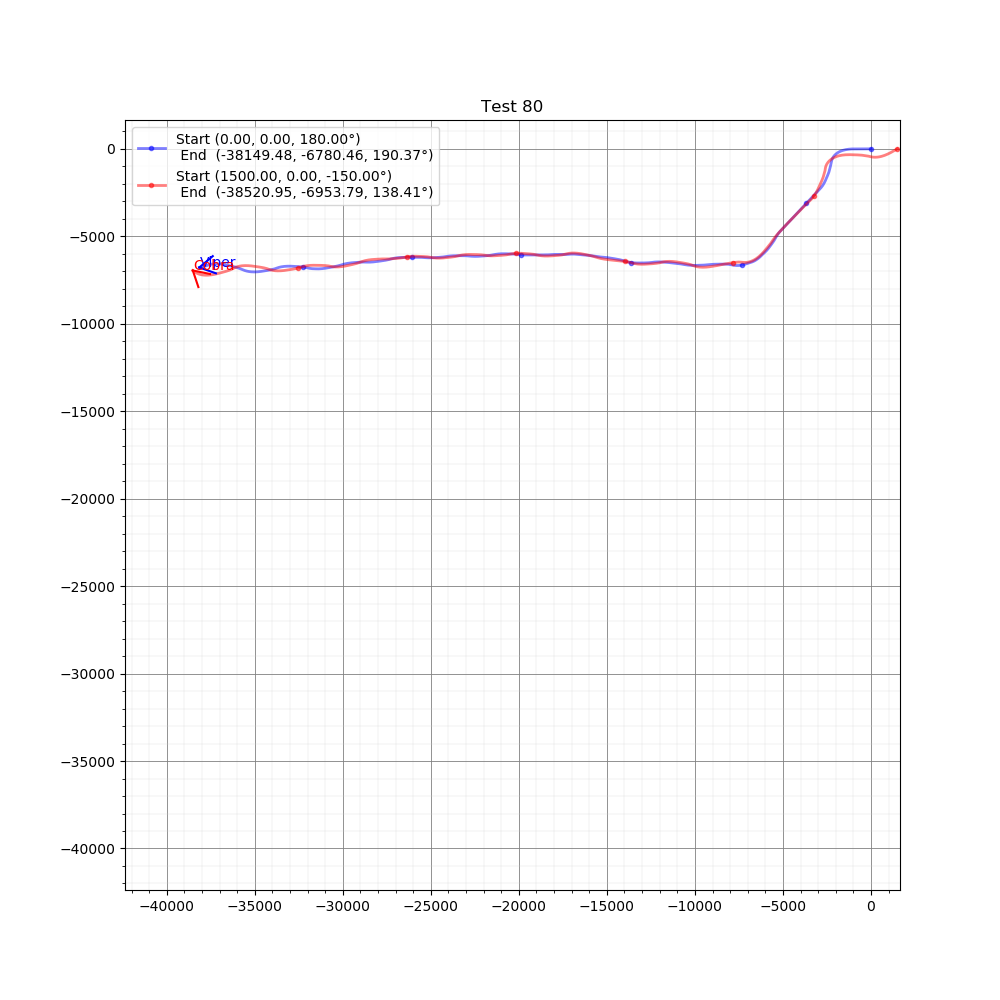 Test 80
Start (0.00, 0.00, 180.00°)
End (-38149.48, -6780.46, 190.37°)
Start (1500.00, 0.00, -150.00°)
End (-38520.95, -6953.79, 138.41°)
0
−5000
−10000
−15000
−20000
−25000
−30000
−35000
−40000
Viper
−40000 −35000 −30000 −25000 −20000 −15000 −10000 −5000 0